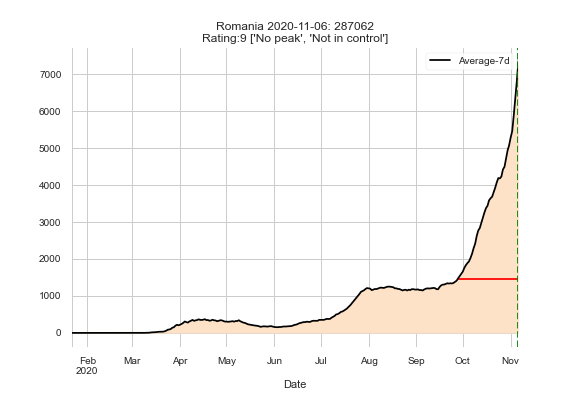 Romania 2020-11-06: 287062
Rating:9 ['No peak', 'Not in control']
Average-7d
7000
6000
5000
4000
3000
2000
1000
0
Feb Mar Apr May Jun Jul Aug Sep Oct Nov
2020
Date